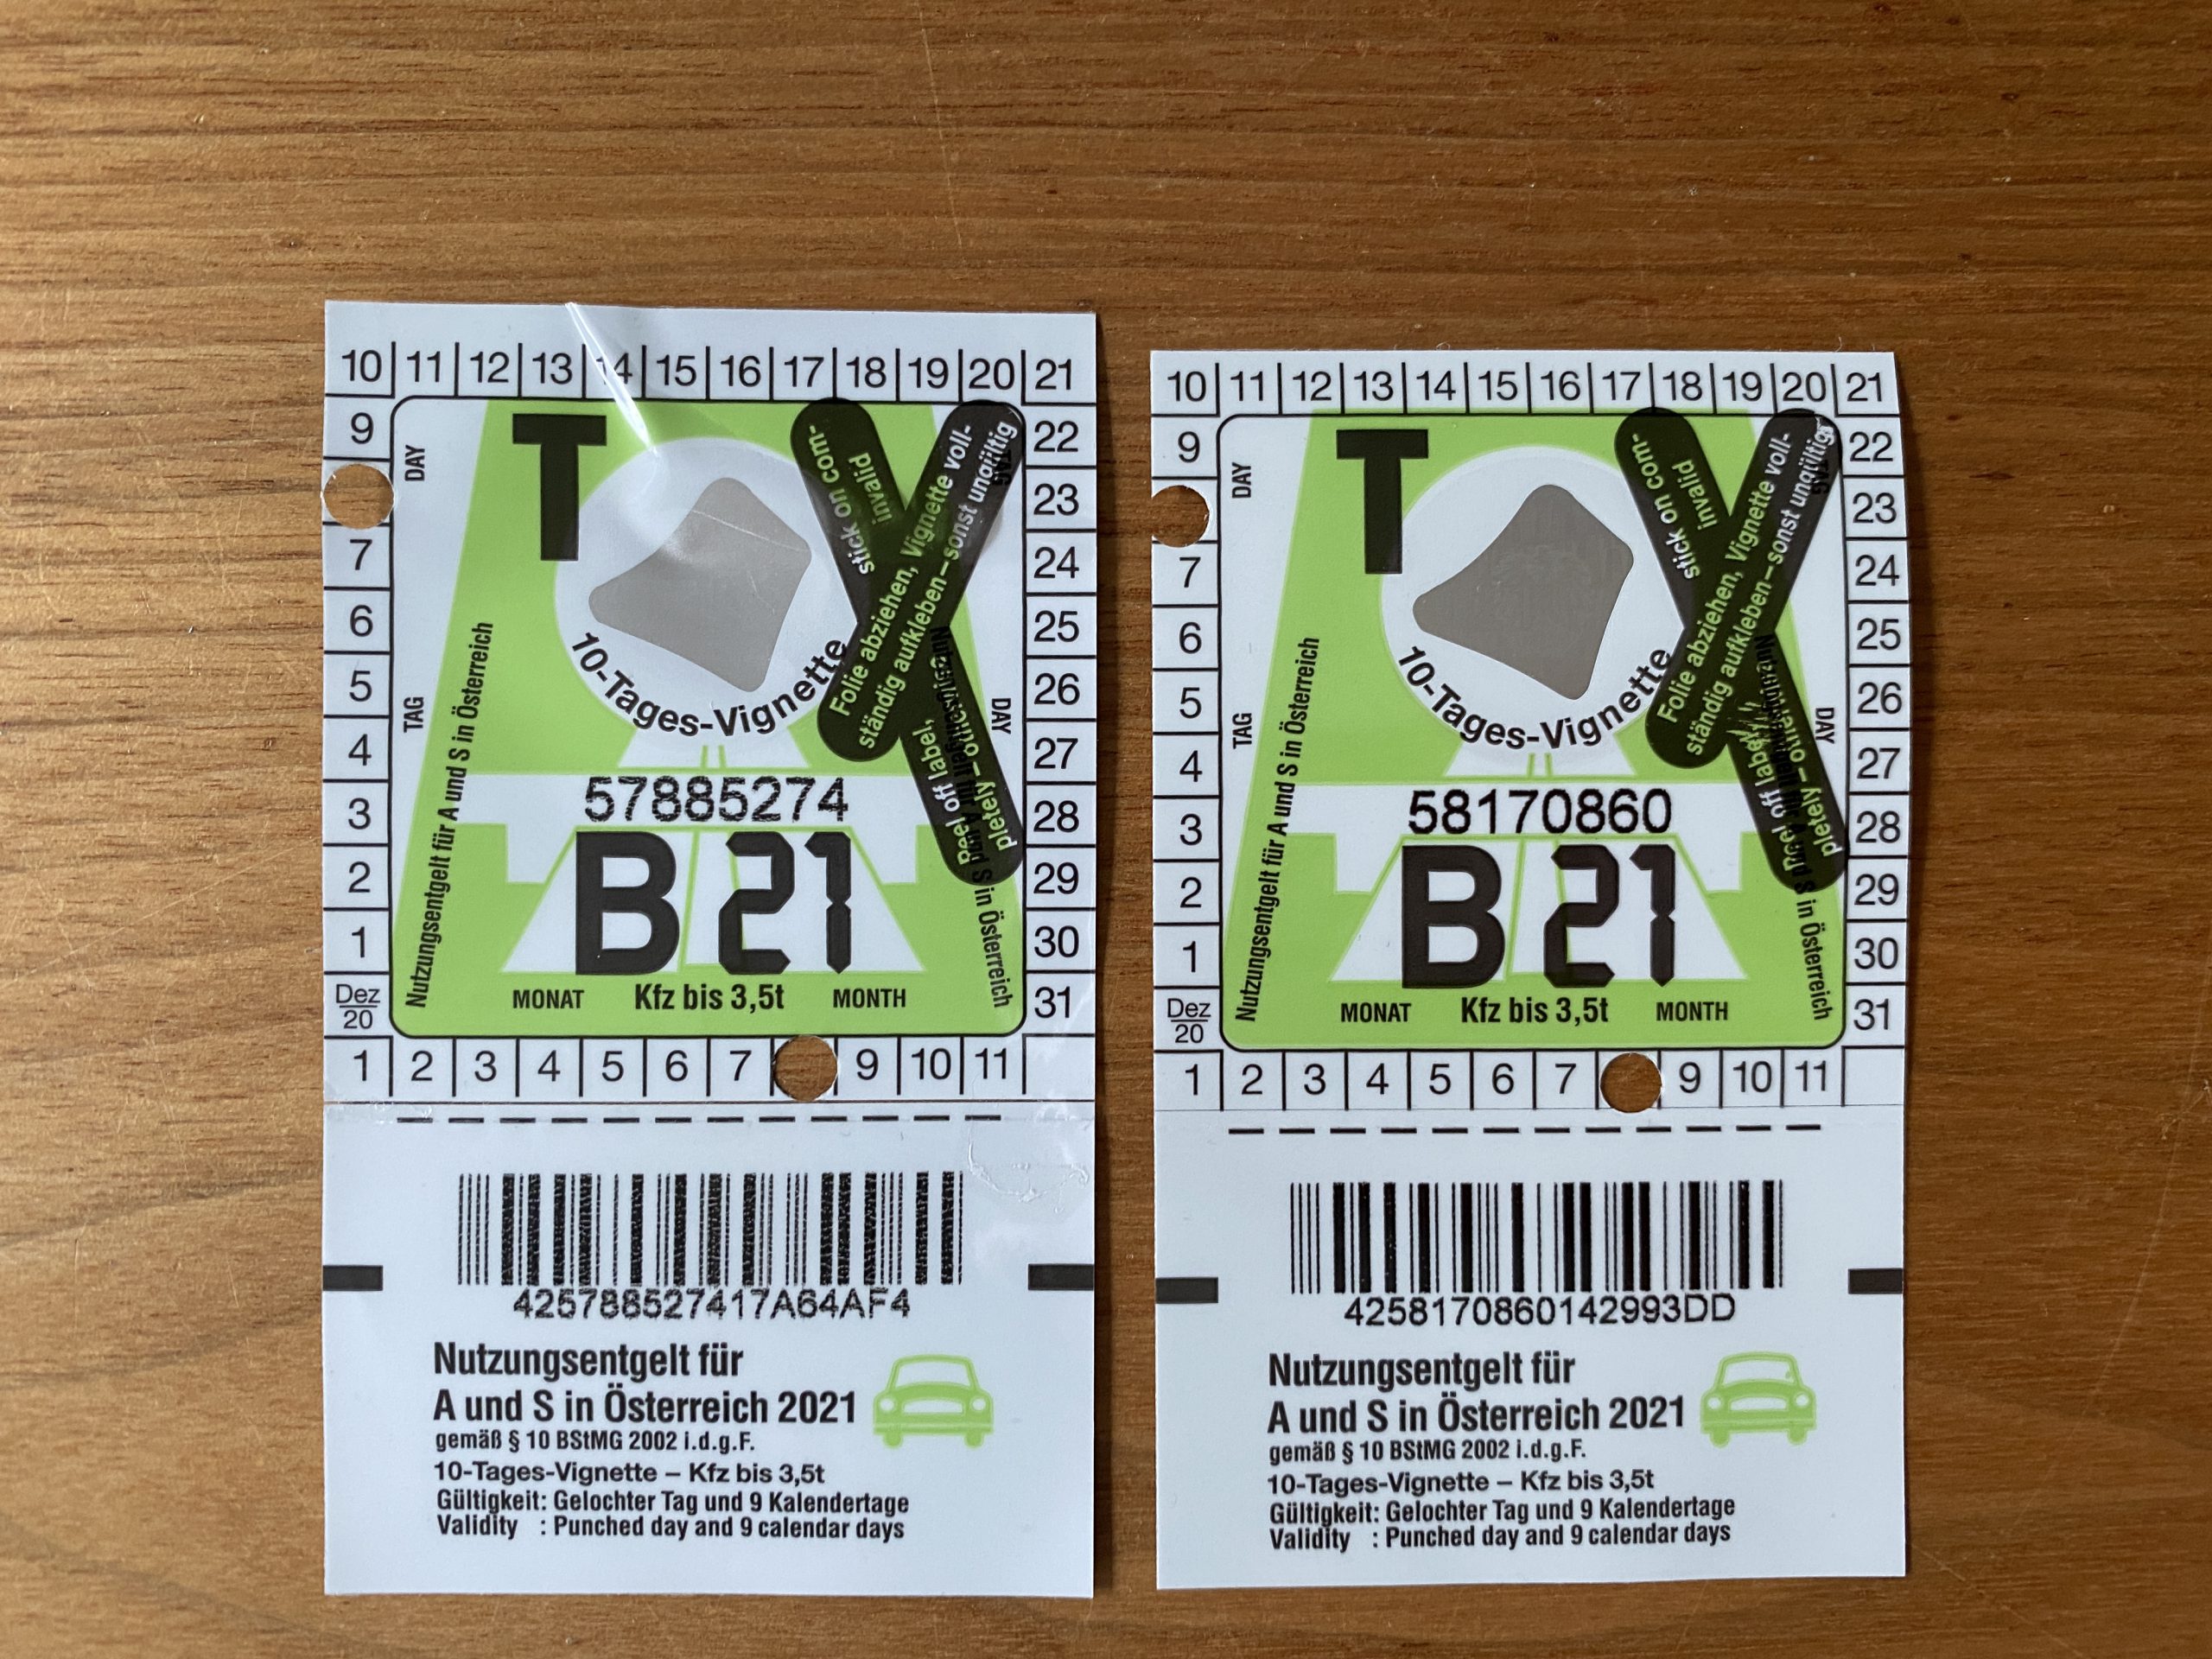 10 11 12 13 14 15 16 17 18 19 20 21
9 22
23
7 24
6 25
5 26
4 27
3 28
2 29
1 30
Dez 20 31
1 2 3 4 5 6 7 9 10 11
DAY
TAG
DAY
T
10-Tages-Vignette
stick on com-
invalid
Folie abziehen, Vignette voll-
ständig aufkleben – sonst ungültig
Peel off label,
pletely – otherwise
Nutzungsentgelt für A und S in Österreich
in Österreich
57885274
B 21
MONAT Kfz bis 3,5t MONTH
425788527417A64AF4
Nutzungsentgelt für
A und S in Österreich 2021
gemäß § 10 BStMG 2002 i.d.g.F.
10-Tages-Vignette – Kfz bis 3,5t
Gültigkeit: Gelochter Tag und 9 Kalendertage
Validity : Punched day and 9 calendar days
10 11 12 13 14 15 16 17 18 19 20 21
9 22
23
7 24
6 25
5 26
4 27
3 28
2 29
1 30
Dez 20 31
1 2 3 4 5 6 7 9 10 11
DAY
TAG
DAY
T
10-Tages-Vignette
stick on com-
invalid
Folie abziehen, Vignette voll-
ständig aufkleben – sonst ungültig
Peel off label,
pletely – otherwise
Nutzungsentgelt für A und S in Österreich
S in Österreich
58170860
B 21
MONAT Kfz bis 3,5t MONTH
4258170860142993DD
Nutzungsentgelt für
A und S in Österreich 2021
gemäß § 10 BStMG 2002 i.d.g.F.
10-Tages-Vignette – Kfz bis 3,5t
Gültigkeit: Gelochter Tag und 9 Kalendertage
Validity : Punched day and 9 calendar days